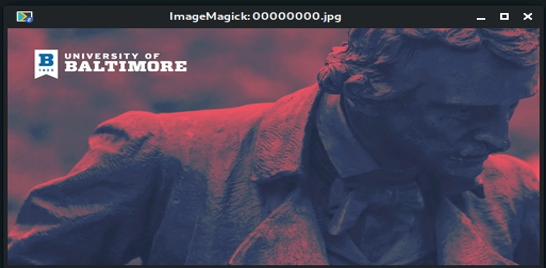 ImageMagick: 00000000.jpg
UNIVERSITY OF
B
BALTIMORE